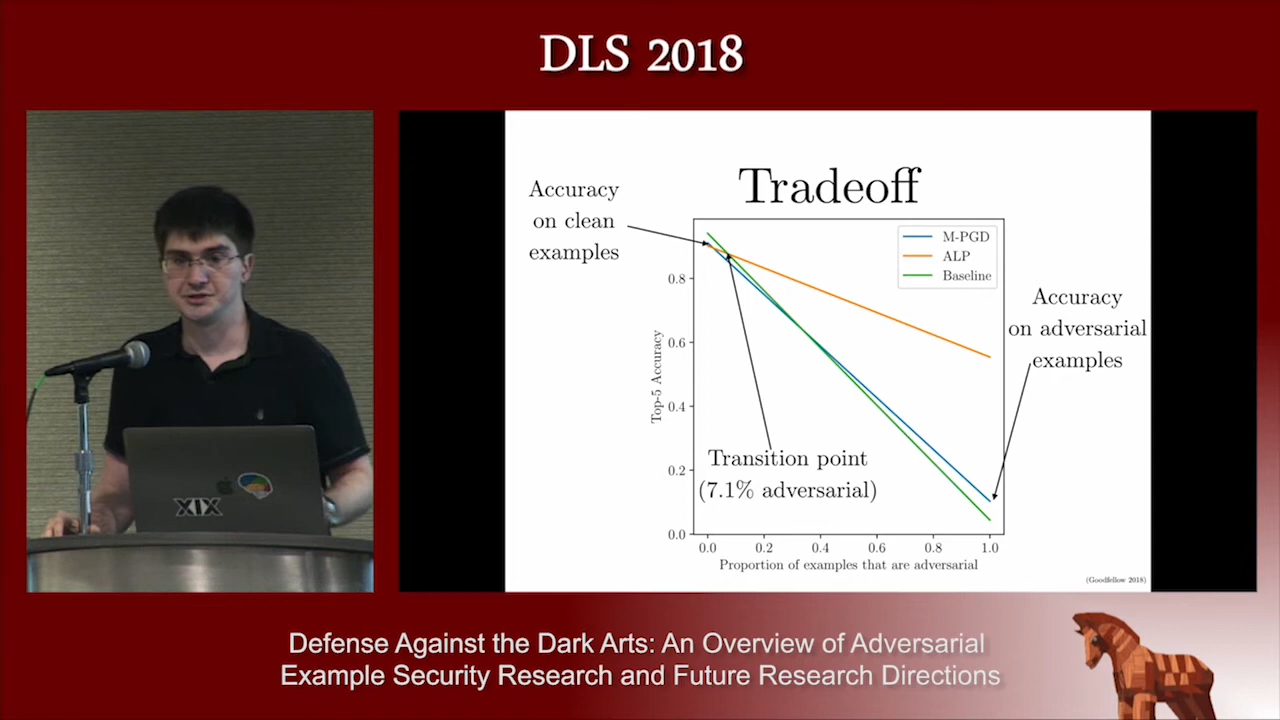 DLS 2018
Tradeoff
Accuracy
on clean
examples
M-PGD
ALP
Baseline
Accuracy
on adversarial
examples
Transition point
(7.1% adversarial)
Top-5 Accuracy
0.8
0.6
0.4
0.2
0.0
0.0 0.2 0.4 0.6 0.8 1.0
Proportion of examples that are adversarial
(Goodfellow 2018)
XIX
Defense Against the Dark Arts: An Overview of Adversarial
Example Security Research and Future Research Directions